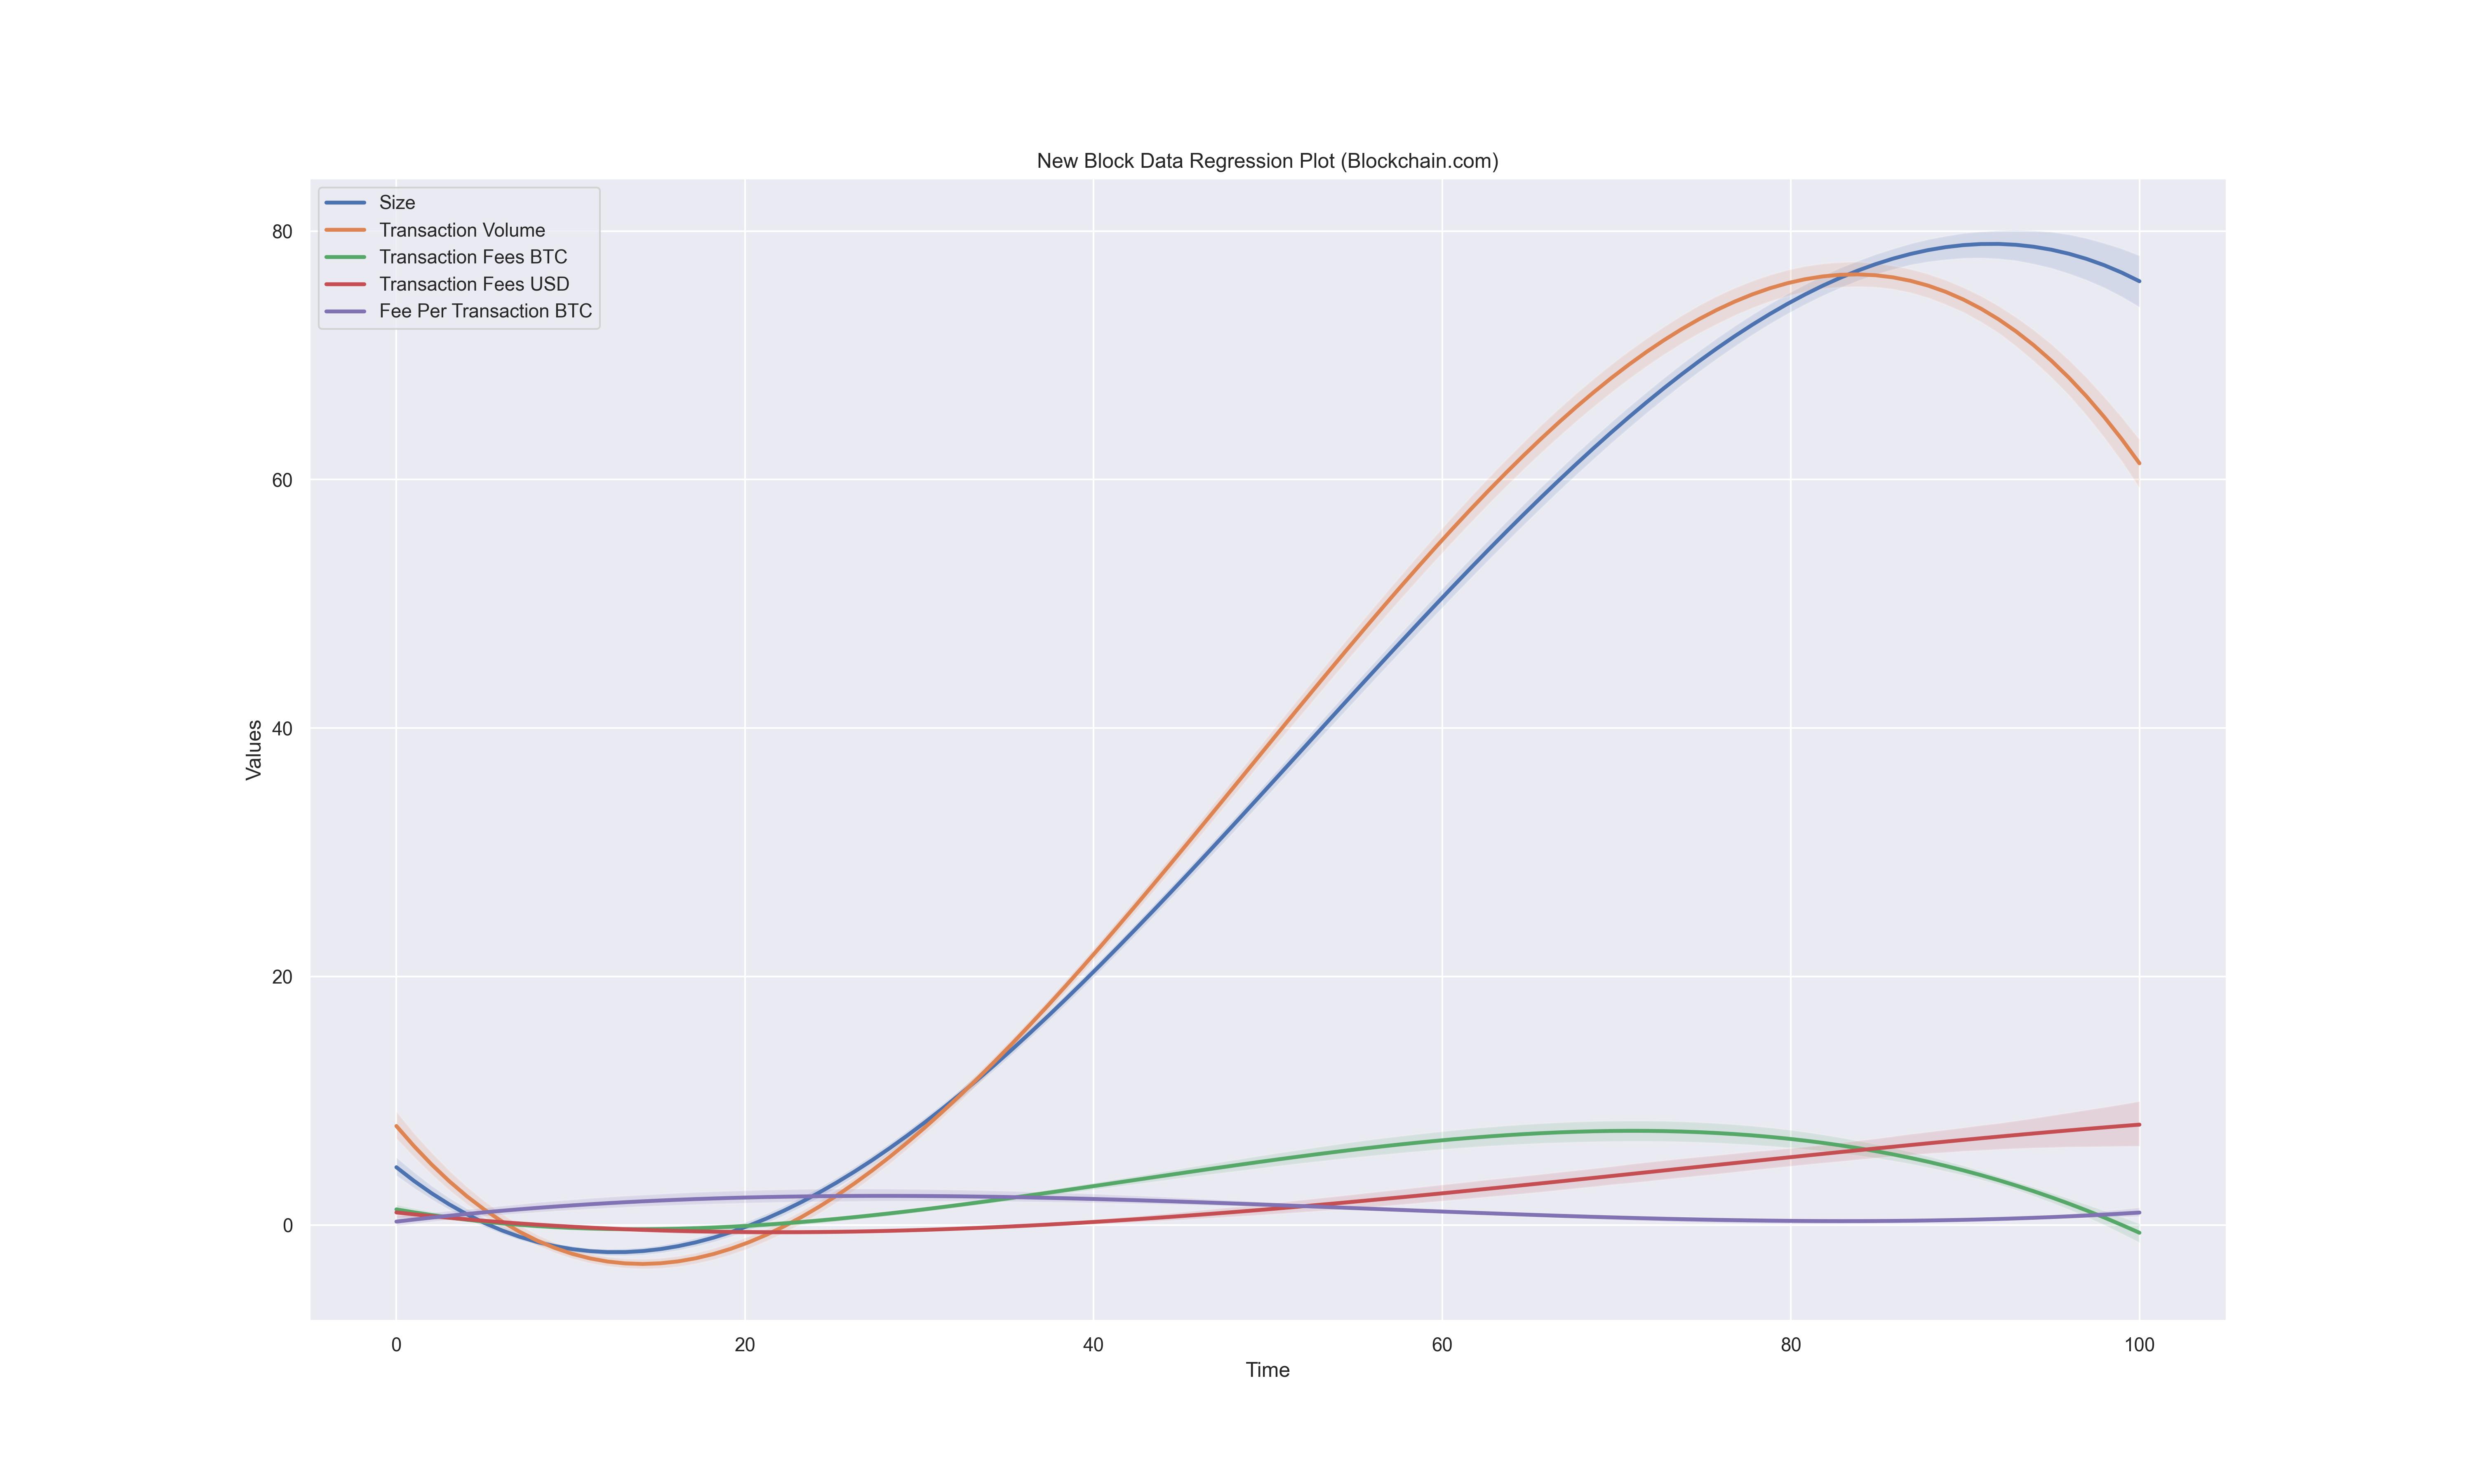 New Block Data Regression Plot (Blockchain.com)
Size
Transaction Volume
Transaction Fees BTC
Transaction Fees USD
Fee Per Transaction BTC
80
60
40
20
0
Values
0 20 40 60 80 100
Time